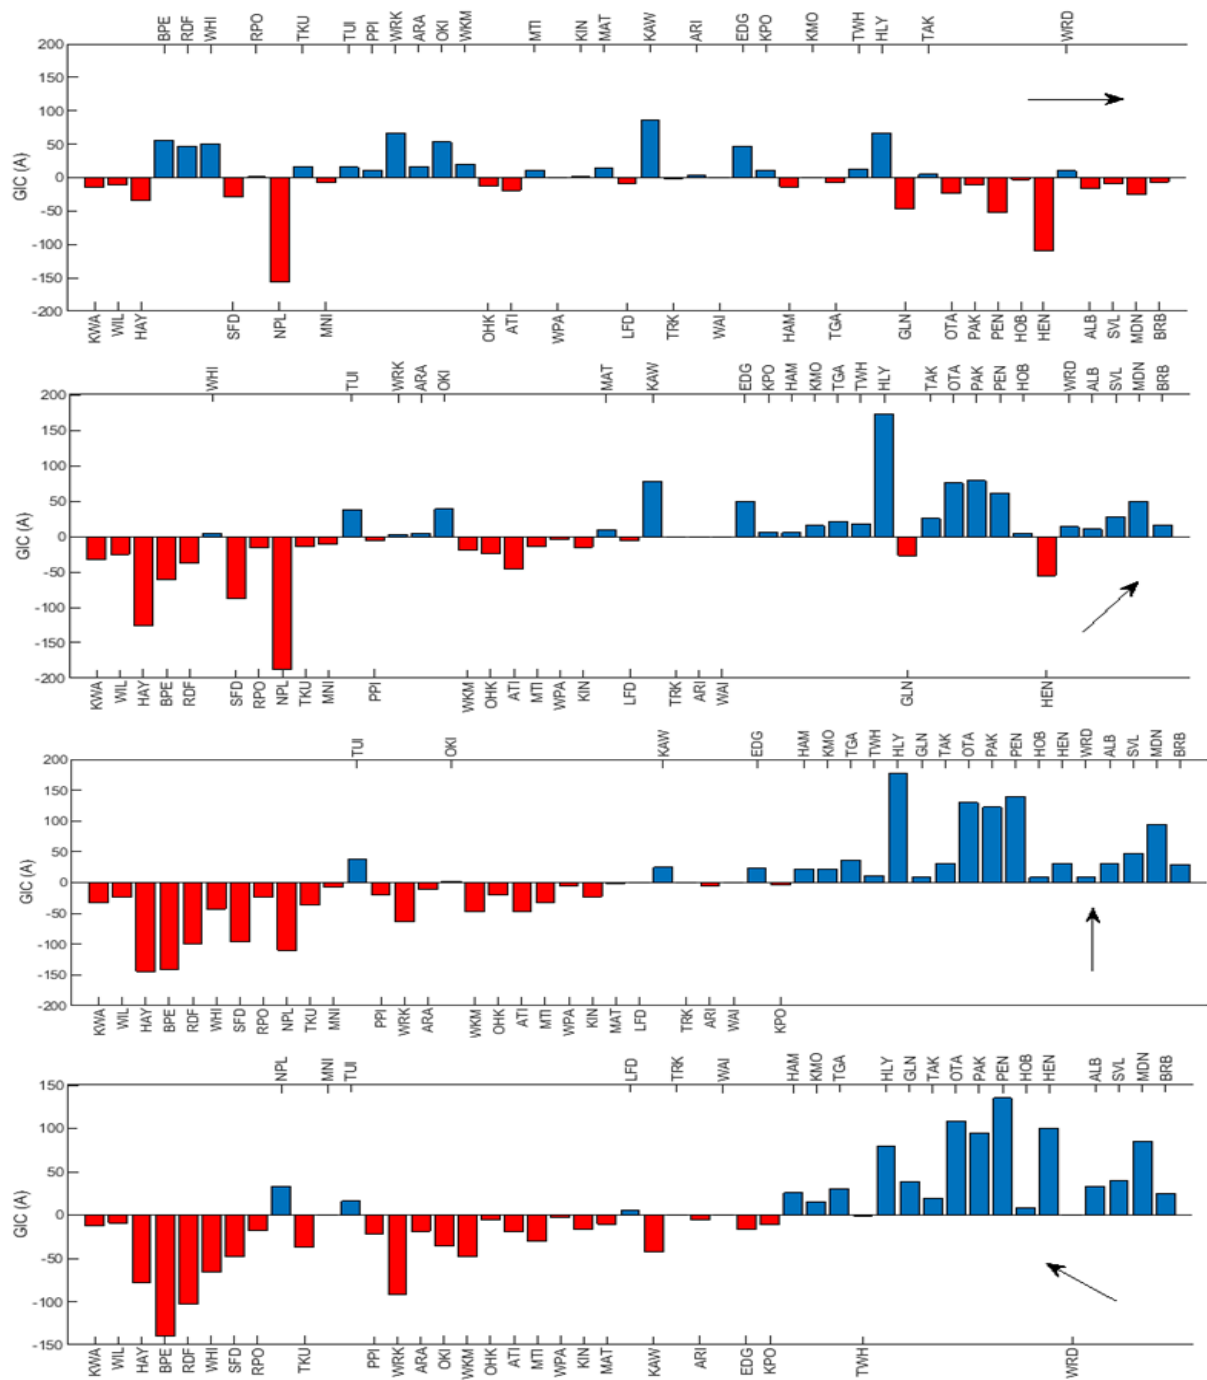 BPE RDF WHI RPO TKU TUI PPI WRK ARA OKI WKM MTI KIN MAT KAW ARI EDG KPO KMO TWH HLY TAK WRD
200
150
100
50
0
-50
-100
-150
-200
GIC (A)
KWA WIL HAY SFD NPL MNI OHK ATI WPA LFD TRK WAI HAM TGA GLN OTA PAK PEN HOB HEN ALB SVL MDN BRB
WHI TUI WRK ARA OKI MAT KAW EDG KPO HAM KMO TGA TWH HLY TAK OTA PAK PEN HOB WRD ALB SVL MDN BRB
200
150
100
50
0
-50
-100
-150
-200
GIC (A)
KWA WIL HAY BPE RDF SFD RPO NPL TKU MNI PPI WKM OHK ATI MTI WPA KIN LFD TRK ARI WAI GLN HEN
TUI OKI KAW EDG HAM KMO TGA TWH HLY GLN TAK OTA PAK PEN HOB HEN WRD ALB SVL MDN BRB
200
150
100
50
0
-50
-100
-150
-200
GIC (A)
KWA WIL HAY BPE RDF WHI SFD RPO NPL TKU MNI PPI WRK ARA WKM OHK ATI MTI WPA KIN MAT LFD TRK ARI WAI KPO
NPL MNI TUI LFD TRK WAI HAM KMO TGA HLY GLN TAK OTA PAK PEN HOB HEN ALB SVL MDN BRB
150
100
50
0
-50
-100
-150
GIC (A)
KWA WIL HAY BPE RDF WHI SFD RPO TKU PPI WRK ARA OKI WKM OHK ATI MTI WPA KIN MAT KAW ARI EDG KPO TWH WRD